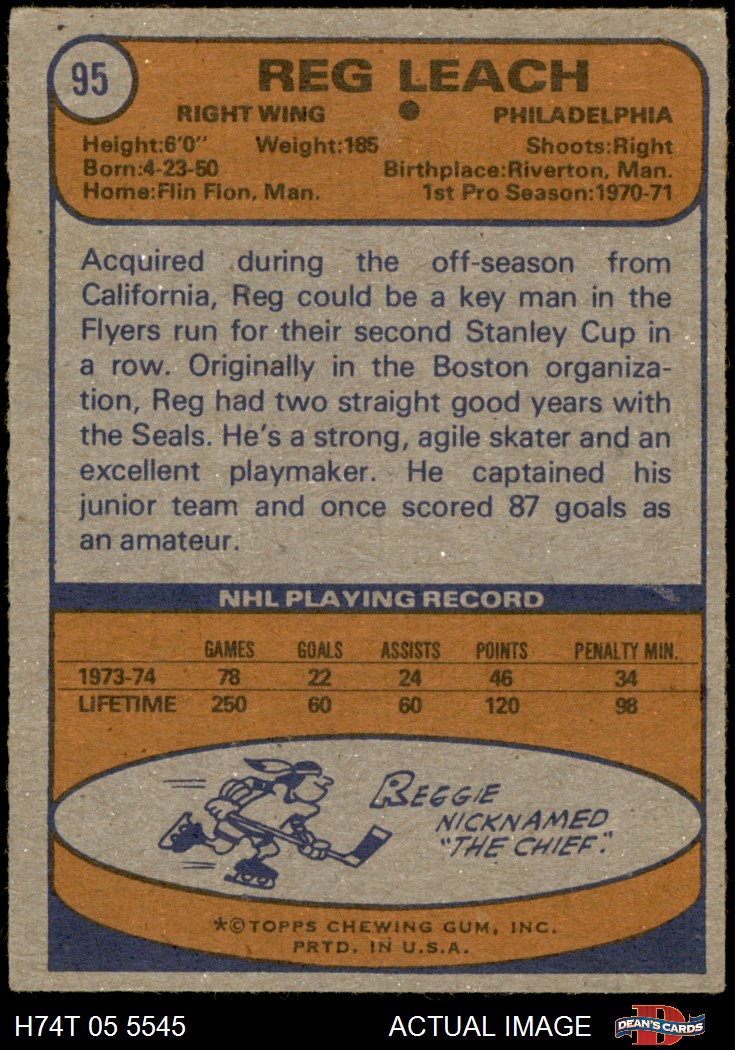 95
REG LEACH
RIGHT WING ● PHILADELPHIA
Height:6'0" Weight:185 Shoots:Right
Born:4-23-50 Birthplace:Riverton, Man.
Home:Flin Flon, Man. 1st Pro Season:1970-71
Acquired during the off-season from
California, Reg could be a key man in the
Flyers run for their second Stanley Cup in
a row. Originally in the Boston organiza-
tion, Reg had two straight good years with
the Seals. He's a strong, agile skater and an
excellent playmaker. He captained his
junior team and once scored 87 goals as
an amateur.
NHL PLAYING RECORD
GAMES GOALS ASSISTS POINTS PENALTY MIN.
1973-74 78 22 24 46 34
LIFETIME 250 60 60 120 98
REGGIE
NICKNAMED
"THE CHIEF."
*©TOPPS CHEWING GUM, INC.
PRTD. IN U.S.A.
H74T 05 5545 ACTUAL IMAGE D DEAN'S CARDS